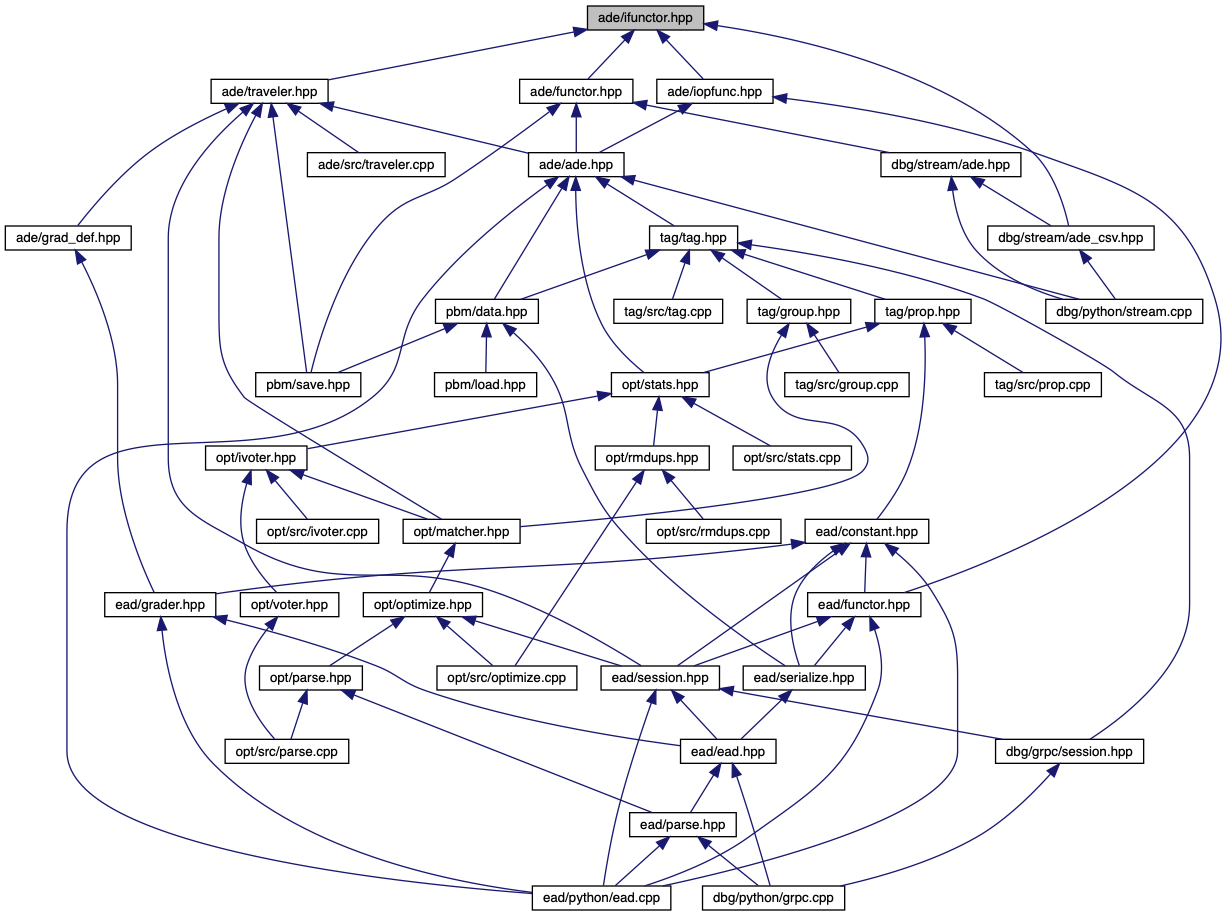 ade/ifunctor.hpp
ade/traveler.hpp
ade/functor.hpp
ade/iopfunc.hpp
ade/src/traveler.cpp
ade/ade.hpp
dbg/stream/ade.hpp
ade/grad_def.hpp
tag/tag.hpp
dbg/stream/ade_csv.hpp
pbm/data.hpp
tag/src/tag.cpp
tag/group.hpp
tag/prop.hpp
dbg/python/stream.cpp
pbm/save.hpp
pbm/load.hpp
opt/stats.hpp
tag/src/group.cpp
tag/src/prop.cpp
opt/ivoter.hpp
opt/rmdups.hpp
opt/src/stats.cpp
opt/src/ivoter.cpp
opt/matcher.hpp
opt/src/rmdups.cpp
ead/constant.hpp
ead/grader.hpp
opt/voter.hpp
opt/optimize.hpp
ead/functor.hpp
opt/parse.hpp
opt/src/optimize.cpp
ead/session.hpp
ead/serialize.hpp
opt/src/parse.cpp
ead/ead.hpp
dbg/grpc/session.hpp
ead/parse.hpp
ead/python/ead.cpp
dbg/python/grpc.cpp